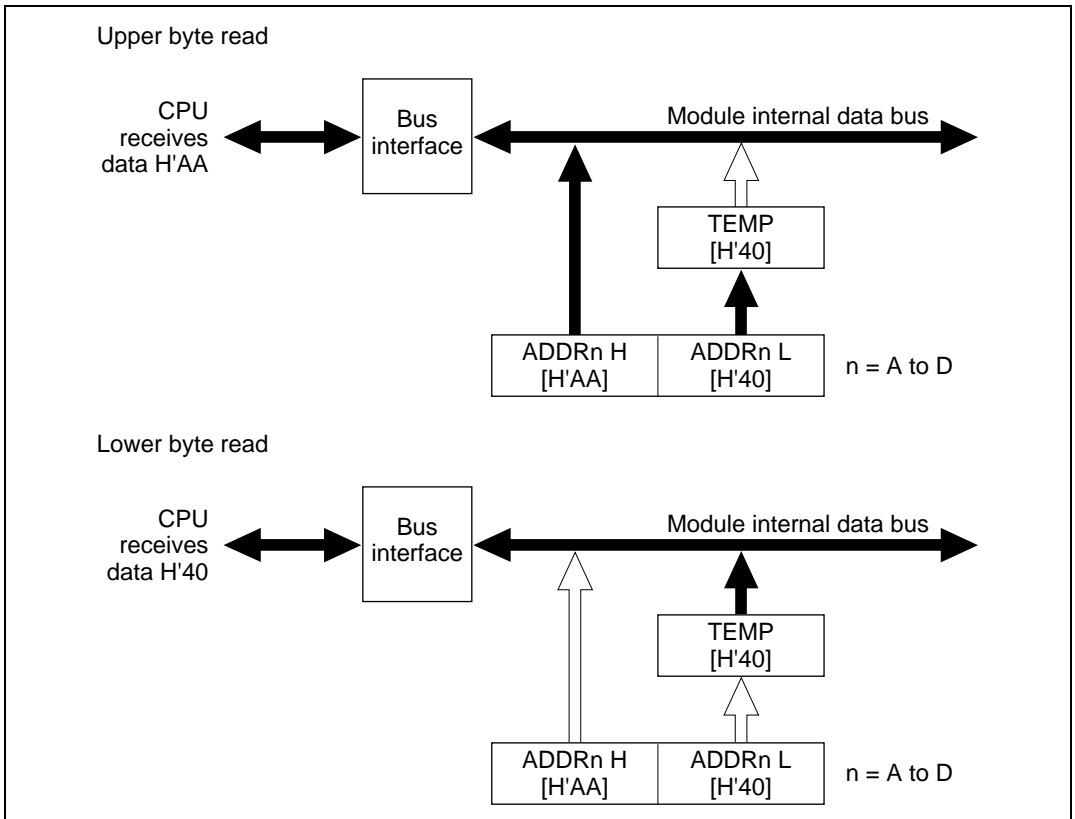 Upper byte read
CPU
receives
data H'AA
Bus
interface
Module internal data bus
TEMP
[H'40]
ADDRn H
[H'AA]
ADDRn L
[H'40]
n = A to D
Lower byte read
CPU
receives
data H'40
Bus
interface
Module internal data bus
TEMP
[H'40]
ADDRn H
[H'AA]
ADDRn L
[H'40]
n = A to D